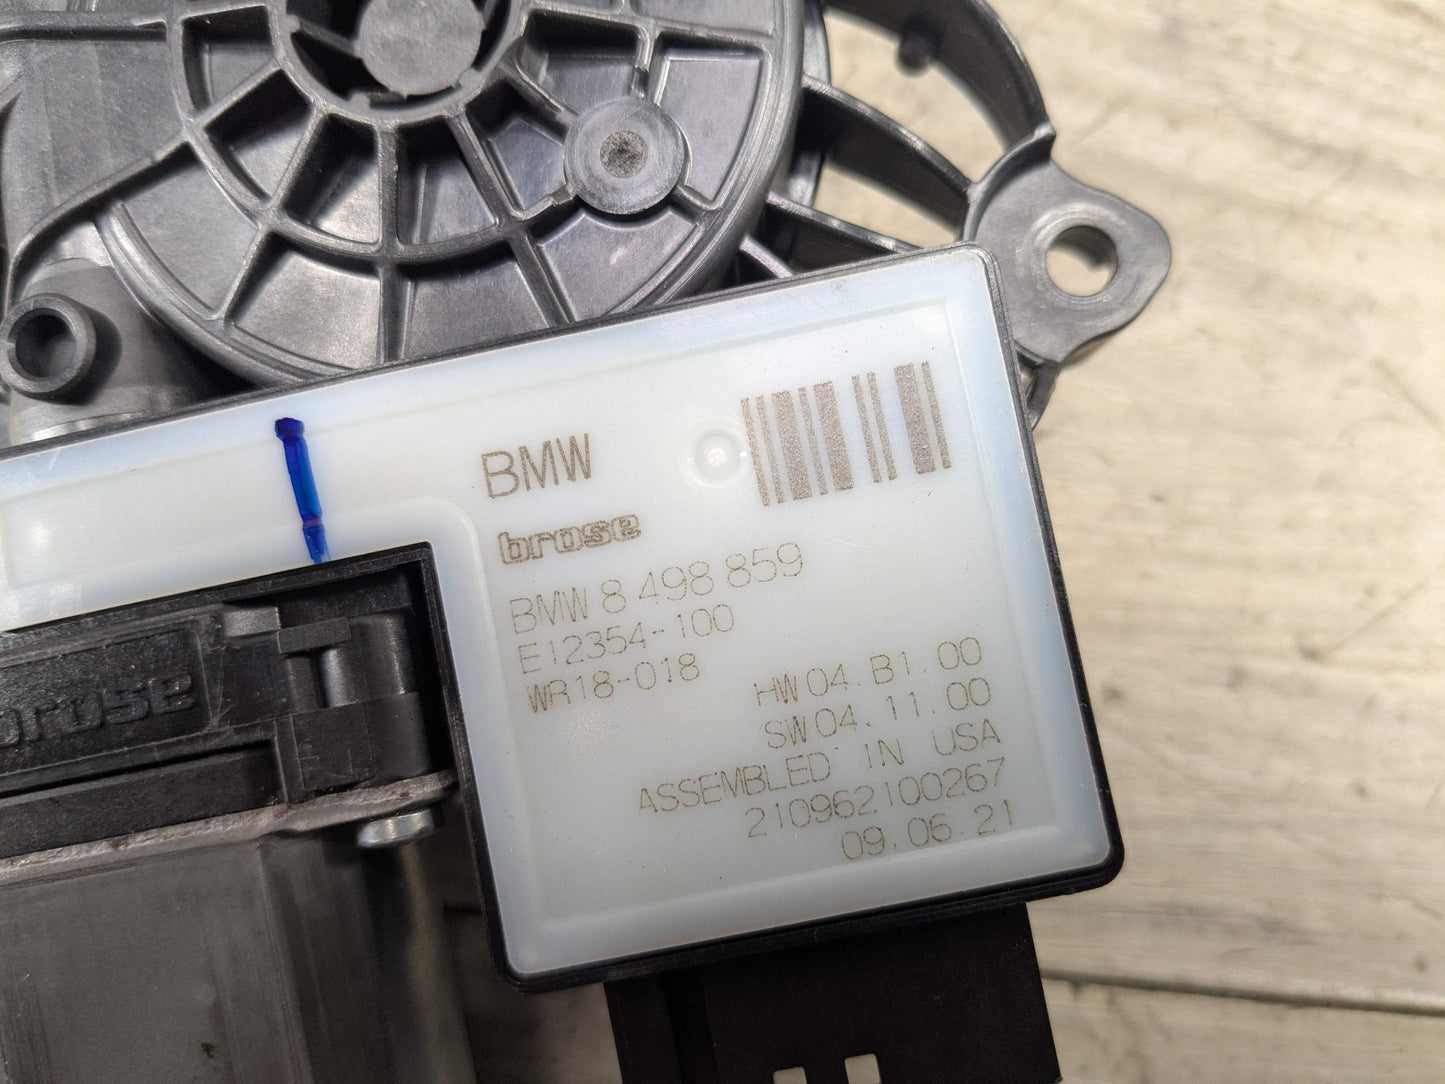 BMW
brose
BMW 8 498 859
E12354-100
WR18-018
HW 04.B1.00
SW 04.11.00
ASSEMBLED IN USA
210962100267
09.06.21
brose